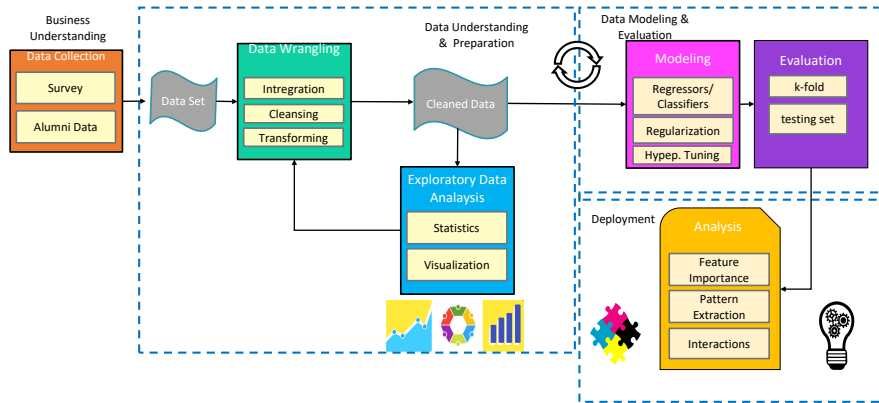 Business
Understanding
Data Collection
Survey
Alumni Data
Data Set
Data Wrangling
Intregration
Cleansing
Transforming
Data Understanding
& Preparation
Cleaned Data
Exploratory Data
Analaysis
Statistics
Visualization
Data Modeling &
Evaluation
Modeling
Regressors/
Classifiers
Regularization
Hypep. Tuning
Evaluation
k-fold
testing set
Deployment
Analysis
Feature
Importance
Pattern
Extraction
Interactions